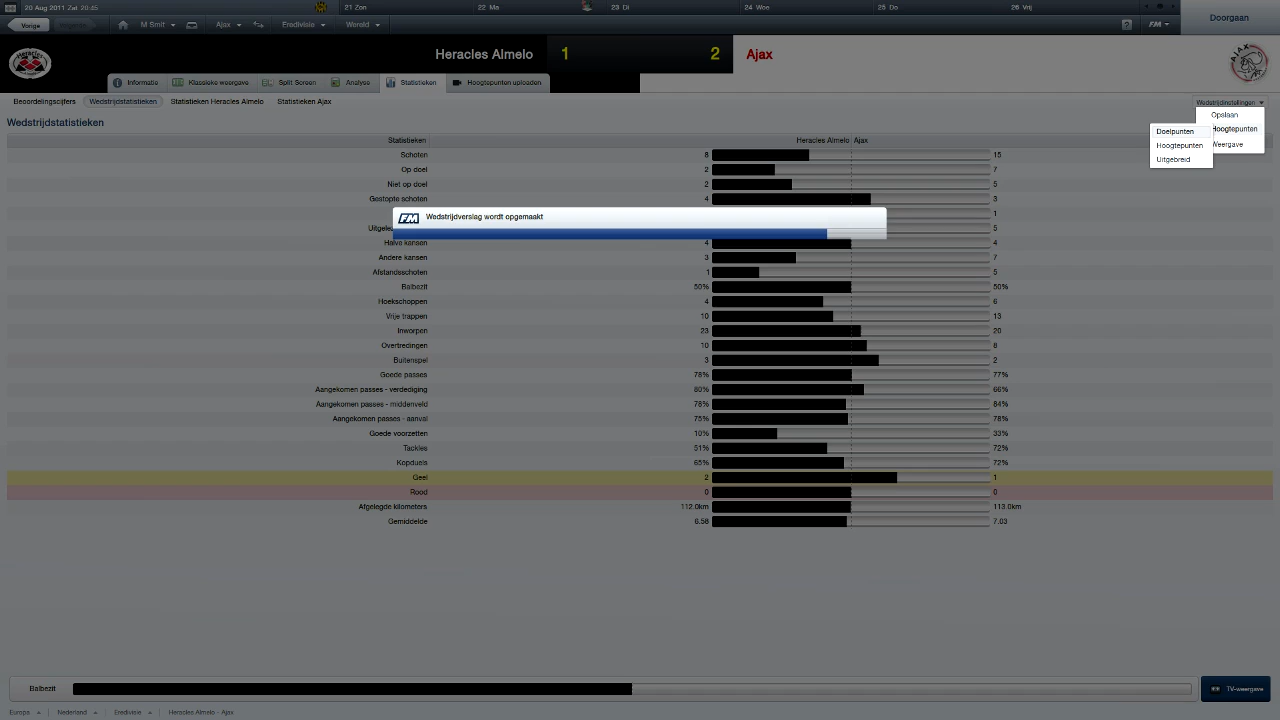 20 Aug 2011 Zat 20:45
21 Zon
22 Ma
23 Di
24 Woe
25 Do
26 Vrij
Doorgaan
Vorige
M Smit
Ajax
Eredivisie
Wereld
?
FM
Heracles Almelo 1
2 Ajax
Informatie
Klassieke weergave
Split Screen
Analyse
Statistieken
Hoogtepunten uploaden
Beoordelingscijfers
Wedstrijdstatistieken
Statistieken Heracles Almelo
Statistieken Ajax
Wedstrijdinstellingen
Opslaan
Hoogtepunten
Weergave
Doelpunten
Hoogtepunten
Uitgebreid
Wedstrijdstatistieken
Statistieken Heracles Almelo Ajax
Schoten 8 15
Op doel 2 7
Niet op doel 2 5
Gestopte schoten 4 3
1
5
FM Wedstrijdverslag wordt opgemaakt
Halve kansen 4 4
Andere kansen 3 7
Afstandsschoten 1 5
Balbezit 50% 50%
Hoekschoppen 4 6
Vrije trappen 10 13
Inworpen 23 20
Overtredingen 10 8
Buitenspel 3 2
Goede passes 78% 77%
Aangekomen passes - verdediging 80% 66%
Aangekomen passes - middenveld 78% 84%
Aangekomen passes - aanval 75% 78%
Goede voorzetten 10% 33%
Tackles 51% 72%
Kopduels 65% 72%
Geel 2 1
Rood 0 0
Afgelegde kilometers 112.0km 113.0km
Gemiddelde 6.58 7.03
Balbezit
TV-weergave
Europa
Nederland
Eredivisie
Heracles Almelo - Ajax